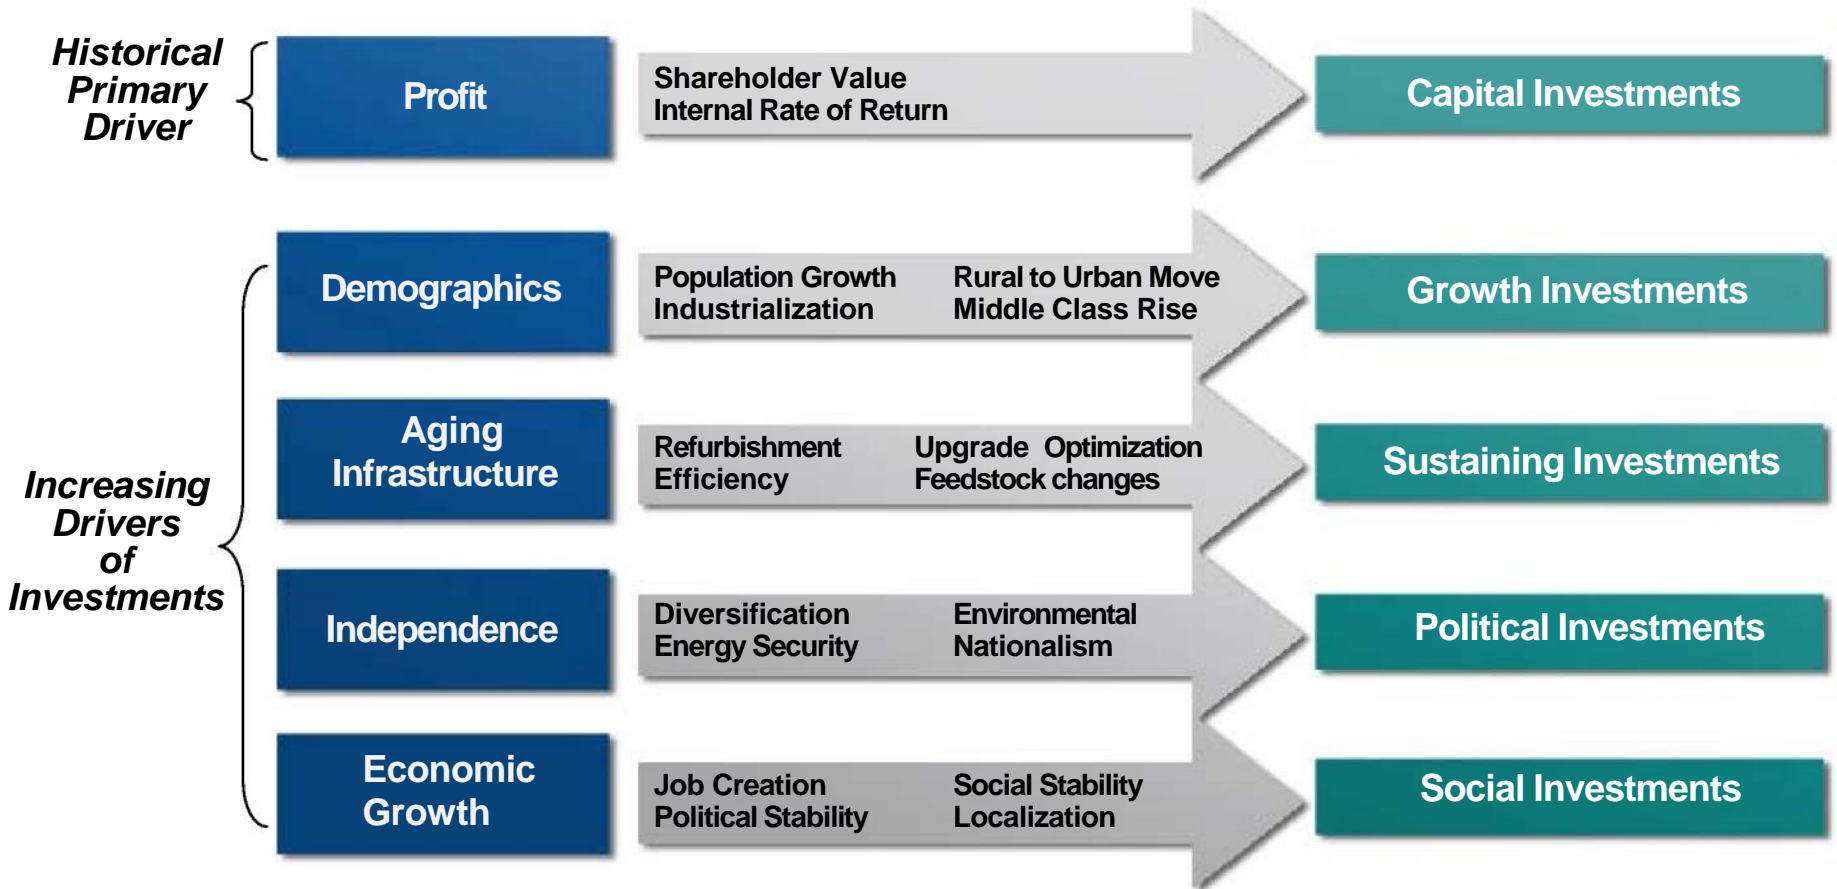 Historical
Primary
Driver
Profit
Shareholder Value
Internal Rate of Return
Capital Investments
Increasing
Drivers
of
Investments
Demographics
Population Growth Rural to Urban Move
Industrialization Middle Class Rise
Growth Investments
Aging
Infrastructure
Refurbishment Upgrade Optimization
Efficiency Feedstock changes
Sustaining Investments
Independence
Diversification Environmental
Energy Security Nationalism
Political Investments
Economic
Growth
Job Creation Social Stability
Political Stability Localization
Social Investments